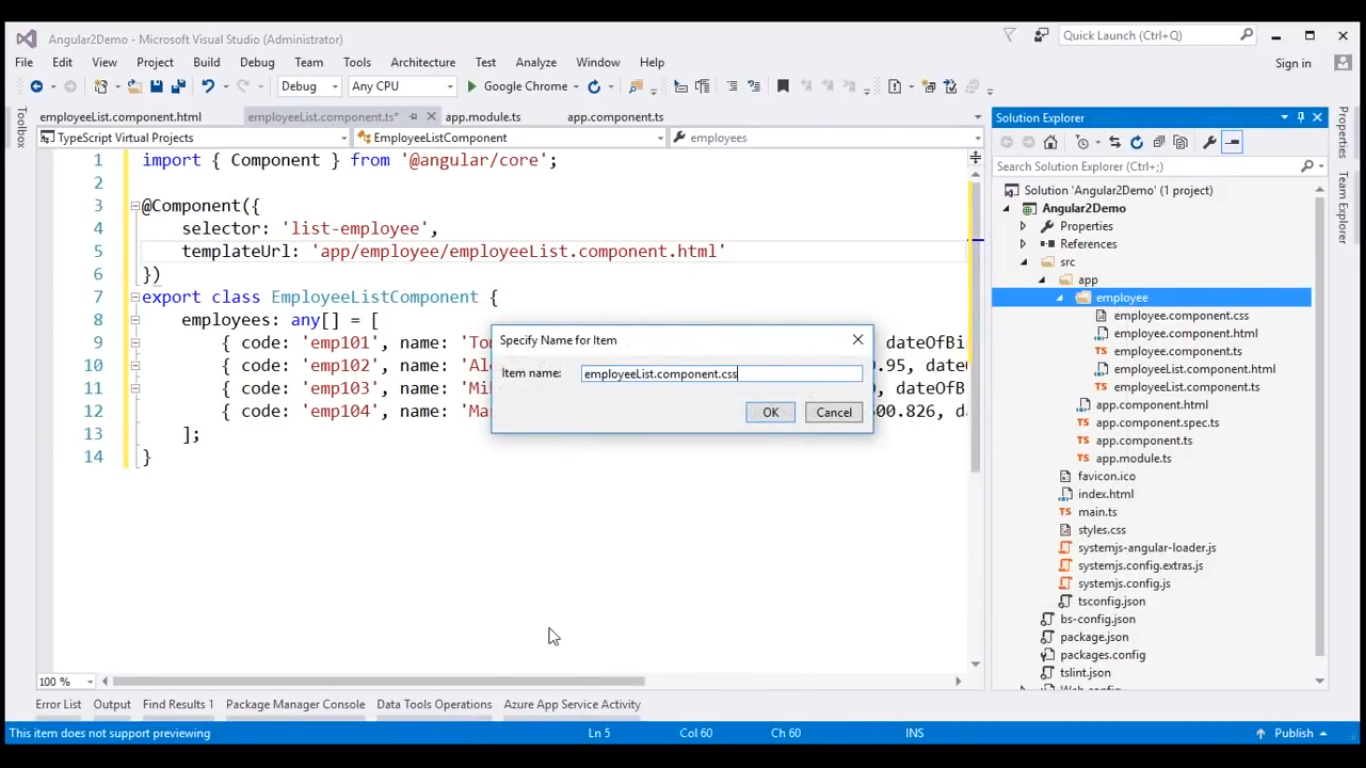 Angular2Demo - Microsoft Visual Studio (Administrator)
Quick Launch (Ctrl+Q)
File Edit View Project Build Debug Team Tools Architecture Test Analyze Window Help
Sign in
Debug Any CPU Google Chrome
Toolbox
employeeList.component.html employeeList.component.ts* app.module.ts app.component.ts
TypeScript Virtual Projects EmployeeListComponent employees
1 import { Component } from '@angular/core';
2
3 @Component({
4 selector: 'list-employee',
5 templateUrl: 'app/employee/employeeList.component.html'
6 })
7 export class EmployeeListComponent {
8 employees: any[] = [
9 { code: 'emp101', name: 'To dateOfBi
10 { code: 'emp102', name: 'Al 0.95, date
11 { code: 'emp103', name: 'Mi dateOfB
12 { code: 'emp104', name: 'Ma 00.826,
13 ];
14 }
Specify Name for Item
Item name: employeeList.component.css
OK Cancel
100 %
Error List Output Find Results 1 Package Manager Console Data Tools Operations Azure App Service Activity
This item does not support previewing Ln 5 Col 60 Ch 60 INS Publish
Solution Explorer
Search Solution Explorer (Ctrl+;)
Solution 'Angular2Demo' (1 project)
Angular2Demo
Properties
References
src
app
employee
employee.component.css
employee.component.html
employee.component.ts
employeeList.component.html
employeeList.component.ts
app.component.html
app.component.spec.ts
app.component.ts
app.module.ts
favicon.ico
index.html
main.ts
styles.css
systemjs-angular-loader.js
systemjs.config.extras.js
systemjs.config.js
tsconfig.json
bs-config.json
package.json
packages.config
tslint.json
Web.config
Properties
Team Explorer